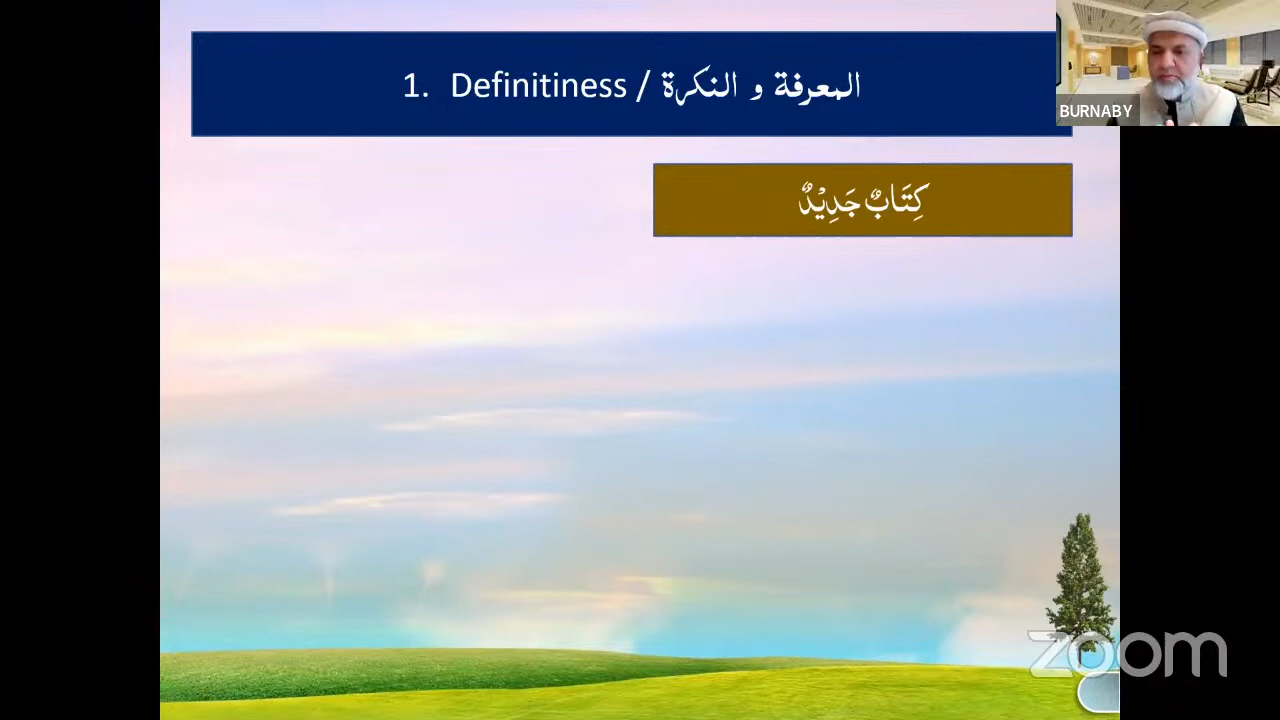 1. Definitiness / المعرفة و النكرة
BURNABY
كِتَابٌ جَدِيْدٌ
zoom